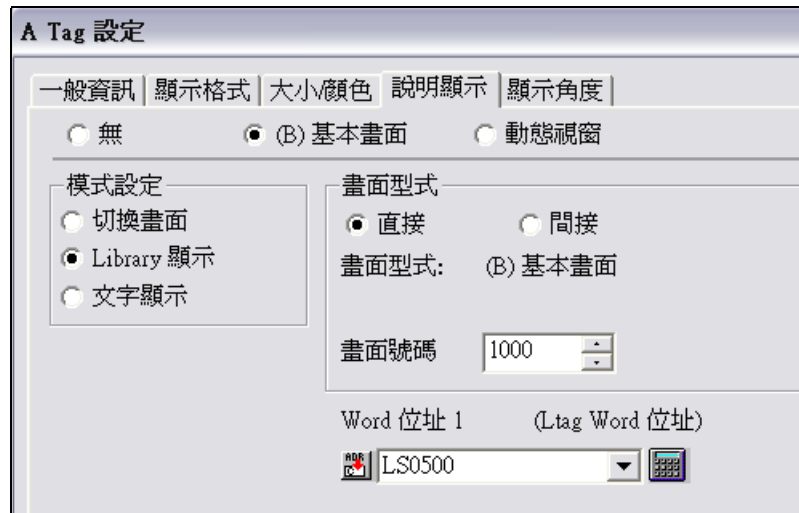 A Tag 設定
一般資訊 顯示格式 大小/顏色 說明顯示 顯示角度
無 (B) 基本畫面 動態視窗
模式設定
切換畫面
Library 顯示
文字顯示
畫面型式
直接 間接
畫面型式: (B) 基本畫面
畫面號碼 1000
Word 位址 1 (Ltag Word 位址)
ADR LS0500